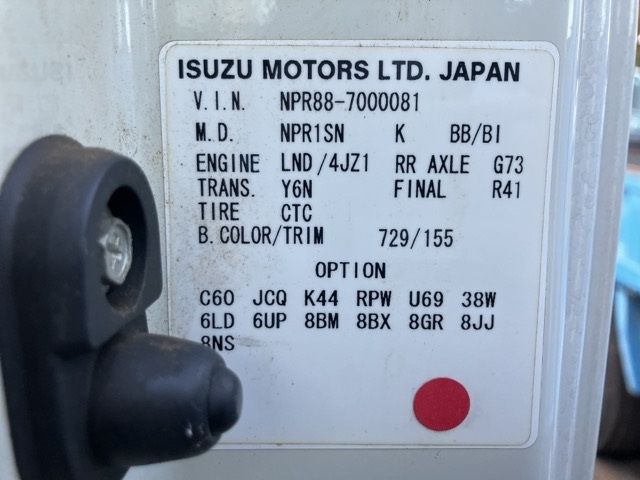 ISUZU MOTORS LTD. JAPAN
V.I.N. NPR88-7000081
M.D. NPR1SN K BB/BI
ENGINE LND/4JZ1 RR AXLE G73
TRANS. Y6N FINAL R41
TIRE CTC
B.COLOR/TRIM 729/155
OPTION
C60 JCQ K44 RPW U69 38W
6LD 6UP 8BM 8BX 8GR 8JJ
8NS